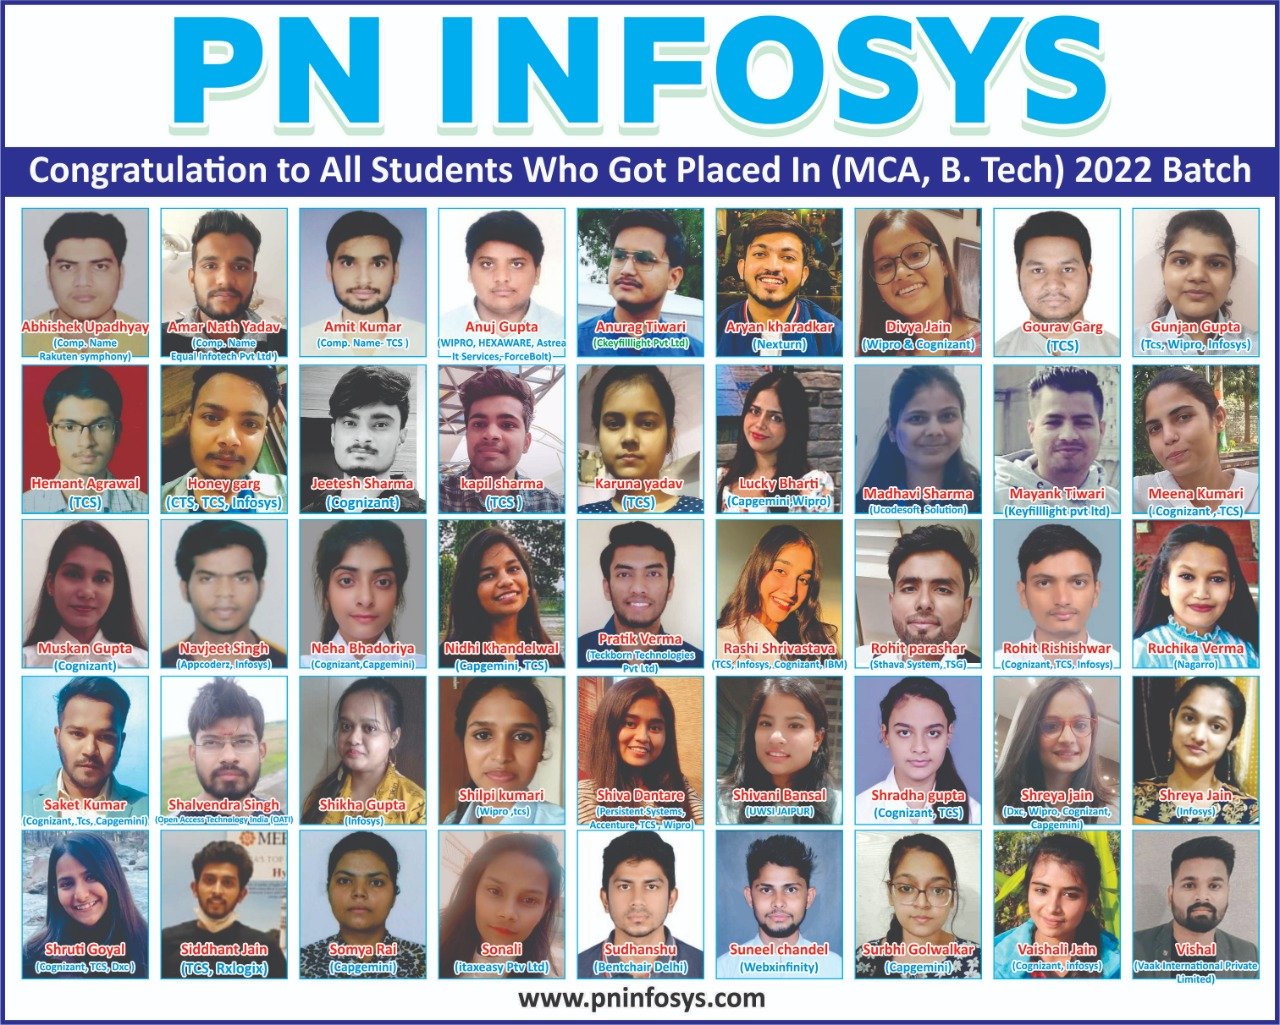 PN INFOSYS
Congratulation to All Students Who Got Placed In (MCA, B. Tech) 2022 Batch
Abhishek Upadhyay
(Comp. Name
Rakuten symphony)
Amar Nath Yadav
(Comp. Name
Equal Infotech Pvt Ltd )
Amit Kumar
(Comp. Name- TCS )
Anuj Gupta
(WIPRO, HEXAWARE, Astrea
It Services, ForceBolt)
Anurag Tiwari
(Ckeyfilllight Pvt Ltd)
Aryan kharadkar
(Nexturn)
Divya Jain
(Wipro & Cognizant)
Gourav Garg
(TCS)
Gunjan Gupta
(Tcs, Wipro, Infosys)
Hemant Agrawal
(TCS)
Honey garg
(CTS, TCS, Infosys)
Jeetesh Sharma
(Cognizant)
kapil sharma
(TCS )
Karuna yadav
(TCS)
Lucky Bharti
(Capgemini,Wipro)
Madhavi Sharma
(Ucodesoft Solution)
Mayank Tiwari
(Keyfilllight pvt ltd)
Meena Kumari
( Cognizant , TCS)
Muskan Gupta
(Cognizant)
Navjeet Singh
(Appcoderz, Infosys)
Neha Bhadoriya
(Cognizant,Capgemini)
Nidhi Khandelwal
(Capgemini, TCS)
Pratik Verma
(Teckborn Technologies
Pvt Ltd)
Rashi Shrivastava
(TCS, Infosys, Cognizant, IBM)
Rohit parashar
(Sthava System, TSG)
Rohit Rishishwar
(Cognizant, TCS, Infosys)
Ruchika Verma
(Nagarro)
Saket Kumar
(Cognizant, Tcs, Capgemini)
Shalvendra Singh
(Open Access Technology India (OATI)
Shikha Gupta
(Infosys)
Shilpi kumari
(Wipro ,tcs)
Shiva Dantare
(Persistent Systems,
Accenture, TCS , Wipro)
Shivani Bansal
(UWSI JAIPUR)
Shradha gupta
(Cognizant, TCS)
Shreya jain
(Dxc, Wipro, Cognizant,
Capgemini)
Shreya Jain
(Infosys)
Shruti Goyal
(Cognizant, TCS, Dxc )
Siddhant Jain
(TCS, Rxlogix)
Somya Rai
(Capgemini)
Sonali
(itaxeasy Ptv Ltd)
Sudhanshu
(Bentchair Delhi)
Suneel chandel
(Webxinfinity)
Surbhi Golwalkar
(Capgemini)
Vaishali Jain
(Cognizant, infosys)
Vishal
(Vaak International Private
Limited)
www.pninfosys.com